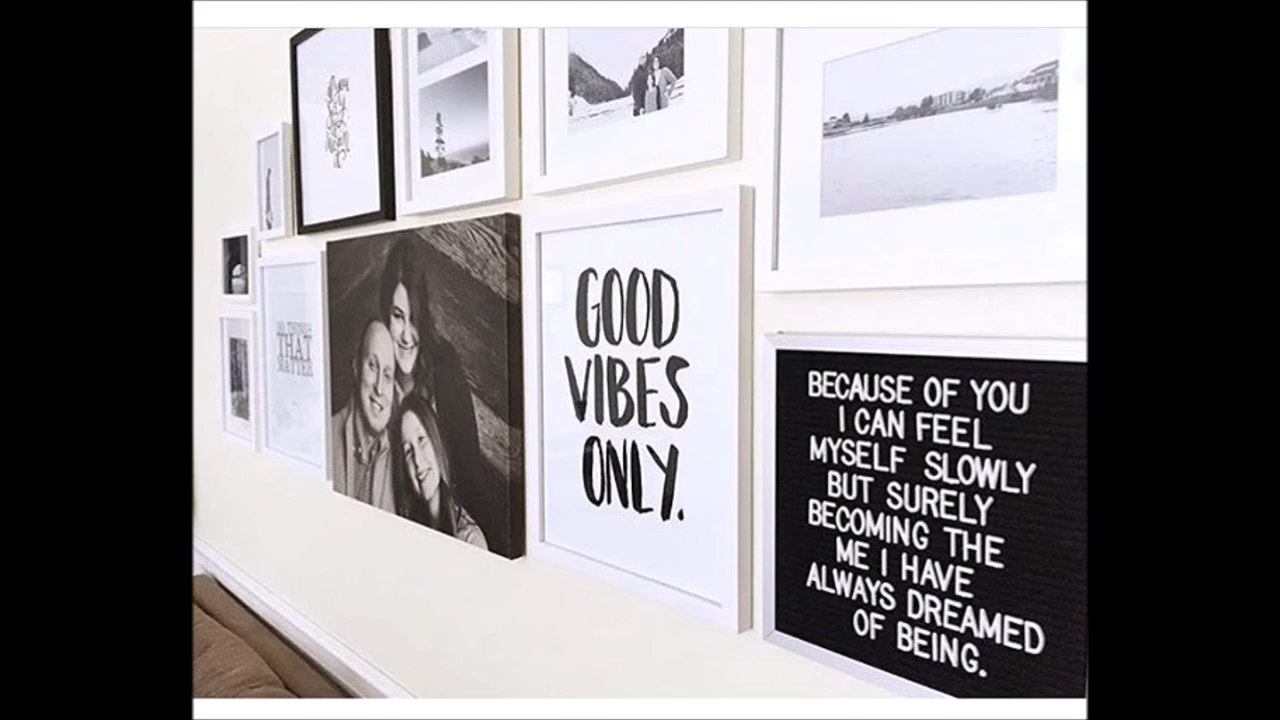 THAT
MATTER
GOOD
VIBES
ONLY.
BECAUSE OF YOU
I CAN FEEL
MYSELF SLOWLY
BUT SURELY
BECOMING THE
ME I HAVE
ALWAYS DREAMED
OF BEING.